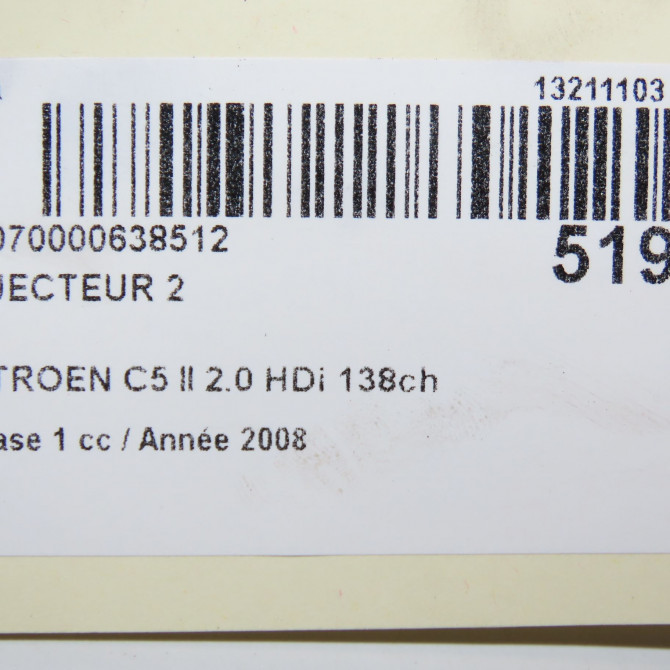 13211103
070000638512
519
JECTEUR 2
TROEN C5 II 2.0 HDi 138ch
ase 1 cc / Année 2008